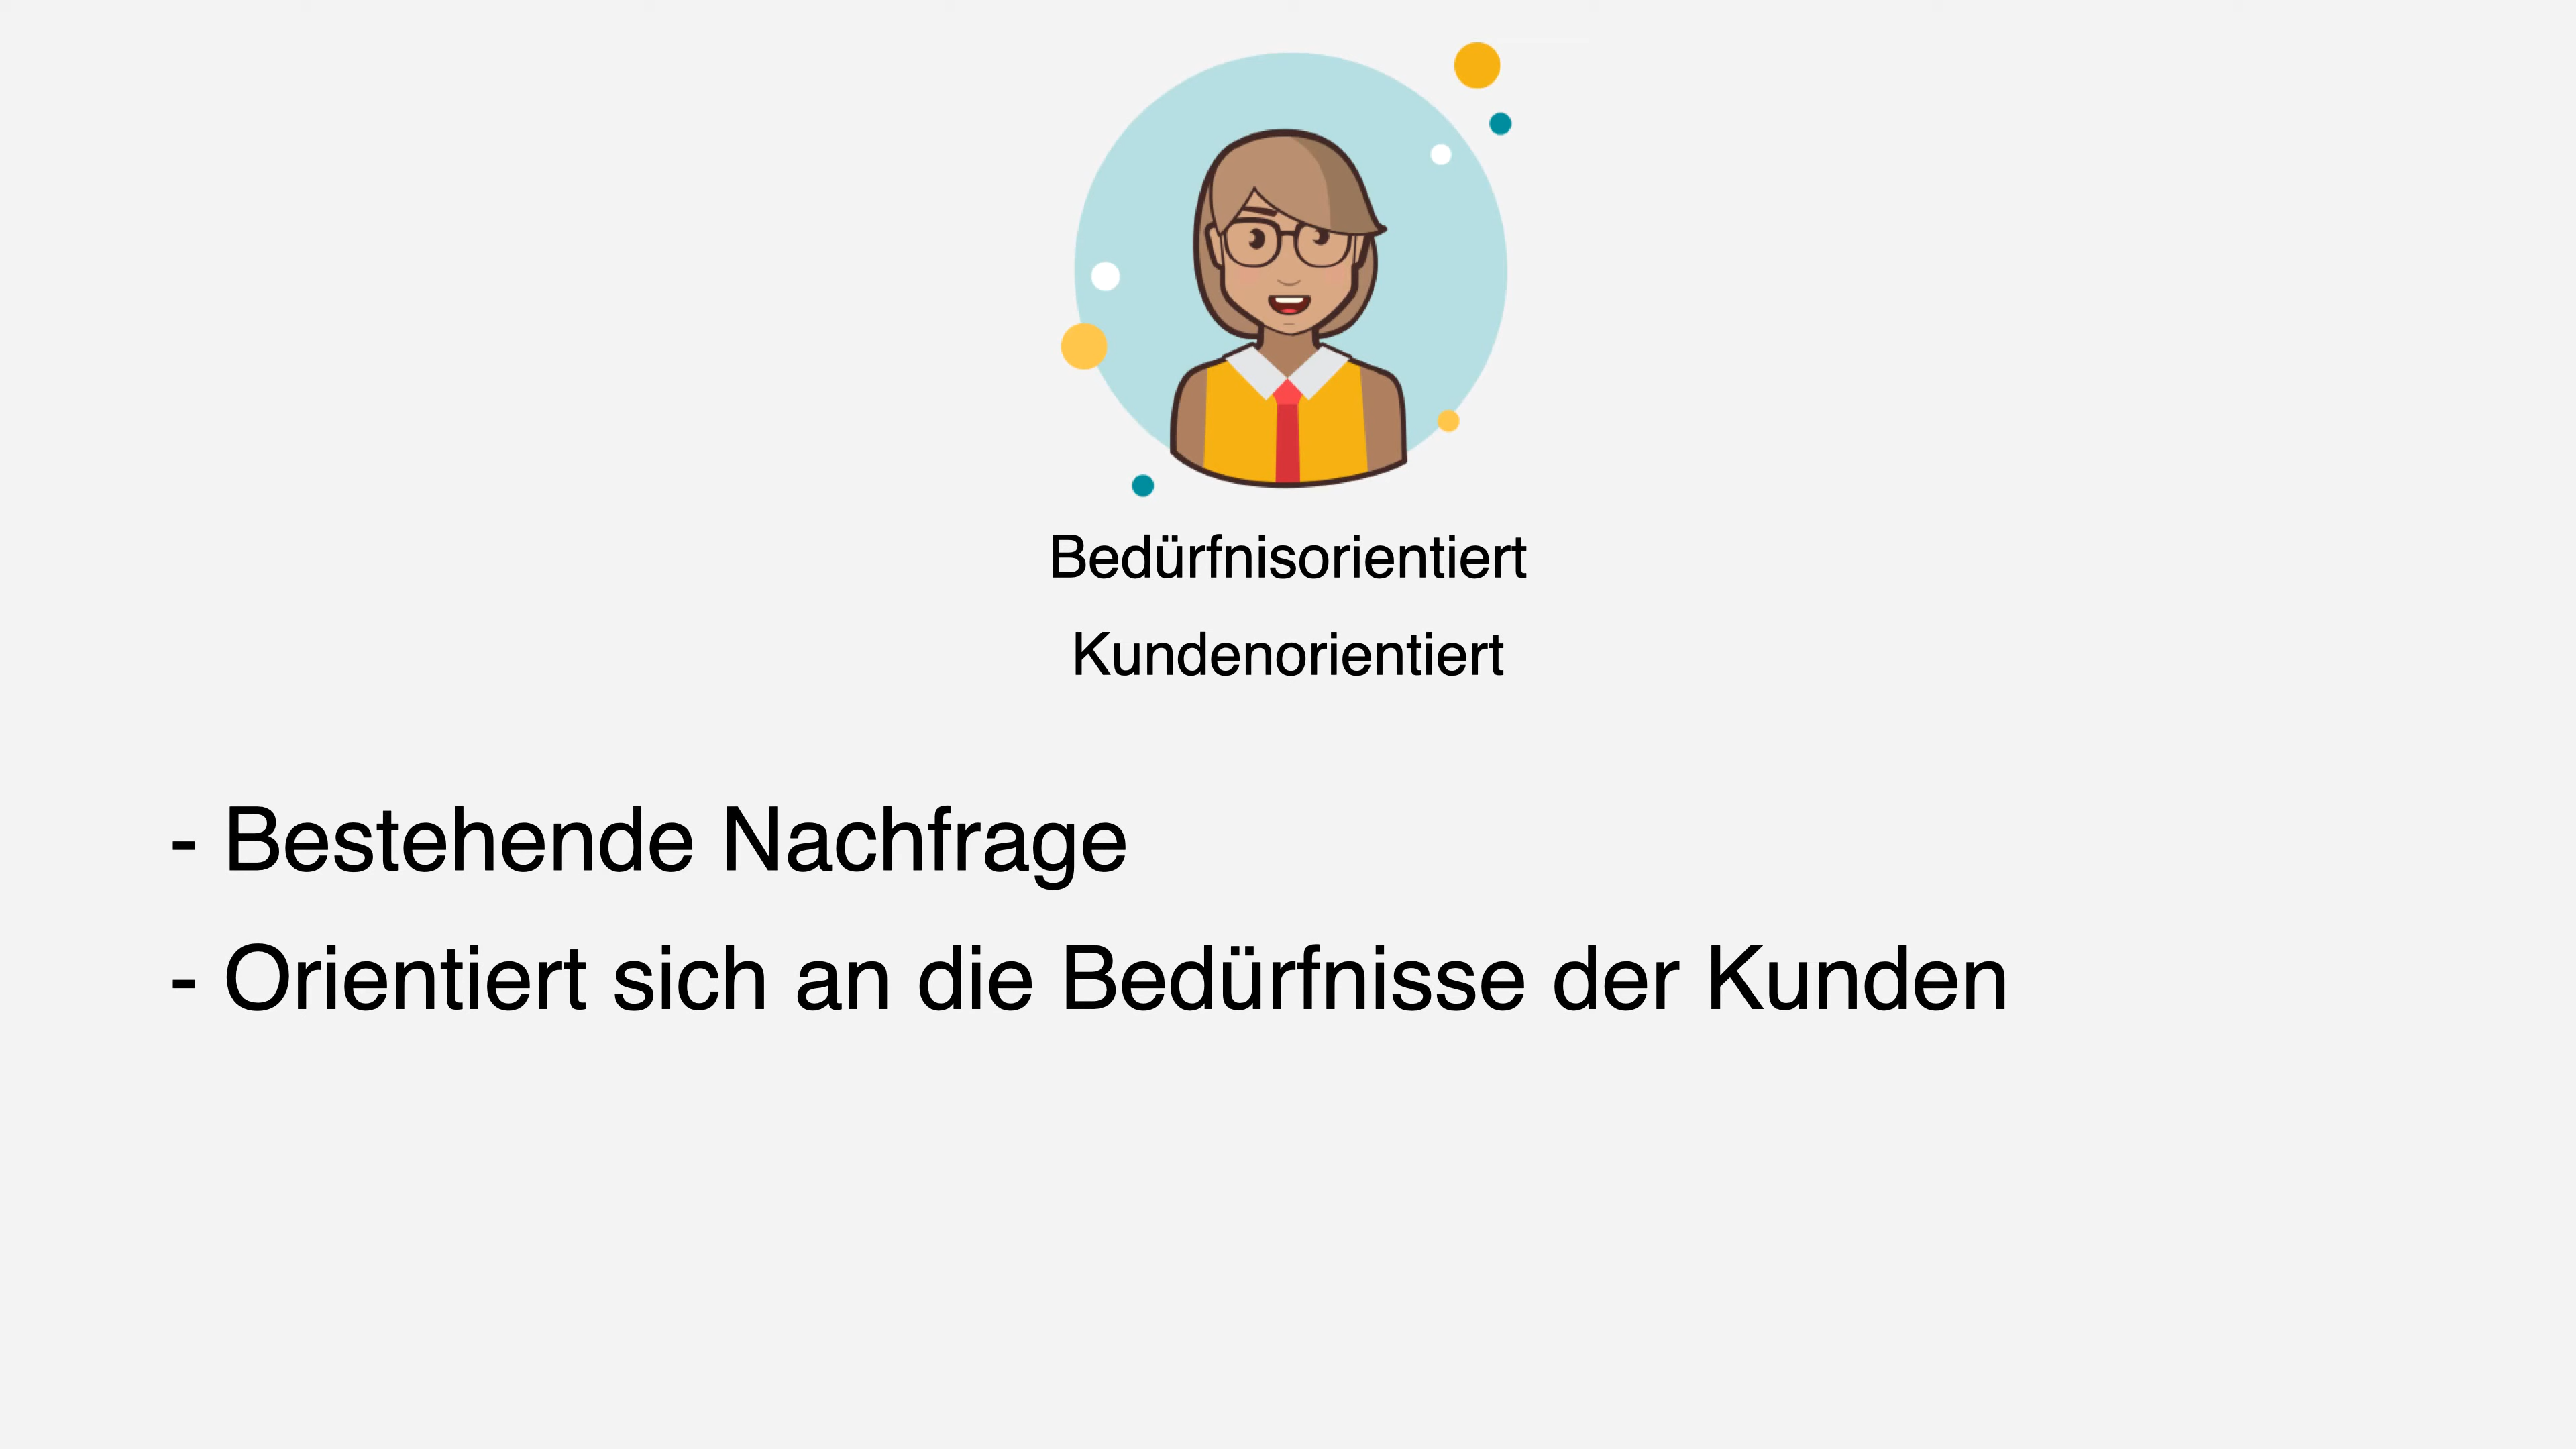 Bedürfnisorientiert
Kundenorientiert
- Bestehende Nachfrage
- Orientiert sich an die Bedürfnisse der Kunden